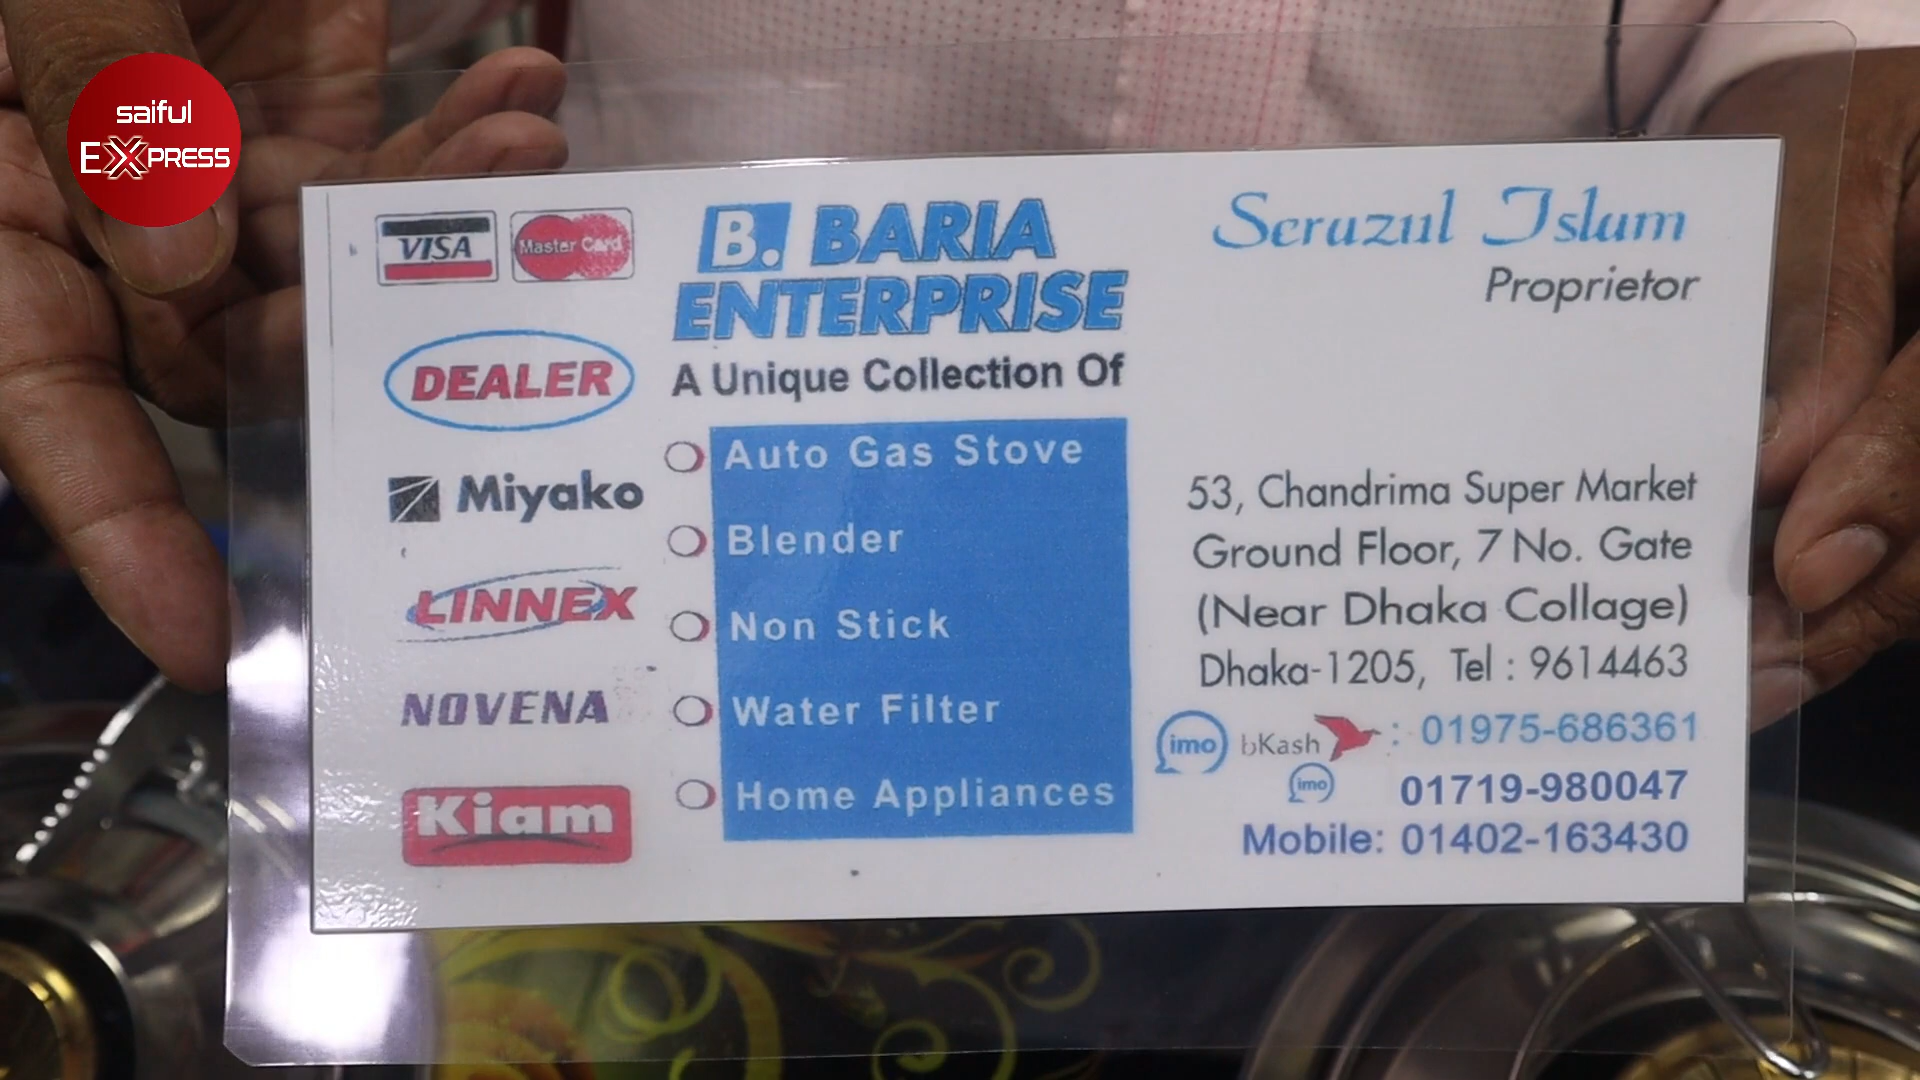 saiful
EXPRESS
VISA
Master Card
DEALER
Miyako
LINNEX
NOVENA
Kiam
B. BARIA
ENTERPRISE
A Unique Collection Of
Auto Gas Stove
Blender
Non Stick
Water Filter
Home Appliances
Seruzul Islum
Proprietor
53, Chandrima Super Market
Ground Floor, 7 No. Gate
(Near Dhaka Collage)
Dhaka-1205, Tel : 9614463
imo bKash : 01975-686361
imo 01719-980047
Mobile: 01402-163430